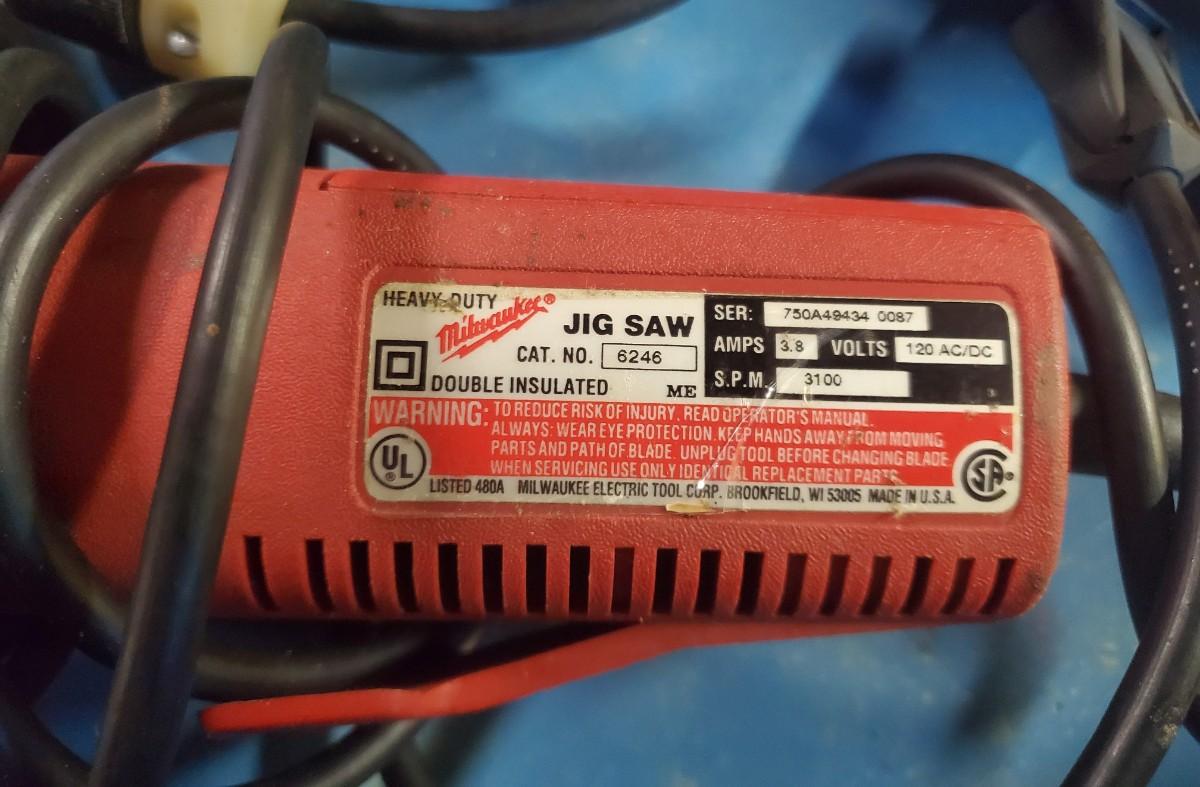 HEAVY-DUTY
Milwaukee®
JIG SAW
CAT. NO. 6246
DOUBLE INSULATED
ME
SER: 750A49434 0087
AMPS 3.8 VOLTS 120 AC/DC
S.P.M. 3100
WARNING: TO REDUCE RISK OF INJURY. READ OPERATOR'S MANUAL.
ALWAYS: WEAR EYE PROTECTION. KEEP HANDS AWAY FROM MOVING
PARTS AND PATH OF BLADE. UNPLUG TOOL BEFORE CHANGING BLADE.
WHEN SERVICING USE ONLY IDENTICAL REPLACEMENT PARTS.
UL
LISTED 480A MILWAUKEE ELECTRIC TOOL CORP. BROOKFIELD, WI 53005 MADE IN U.S.A.
SA®